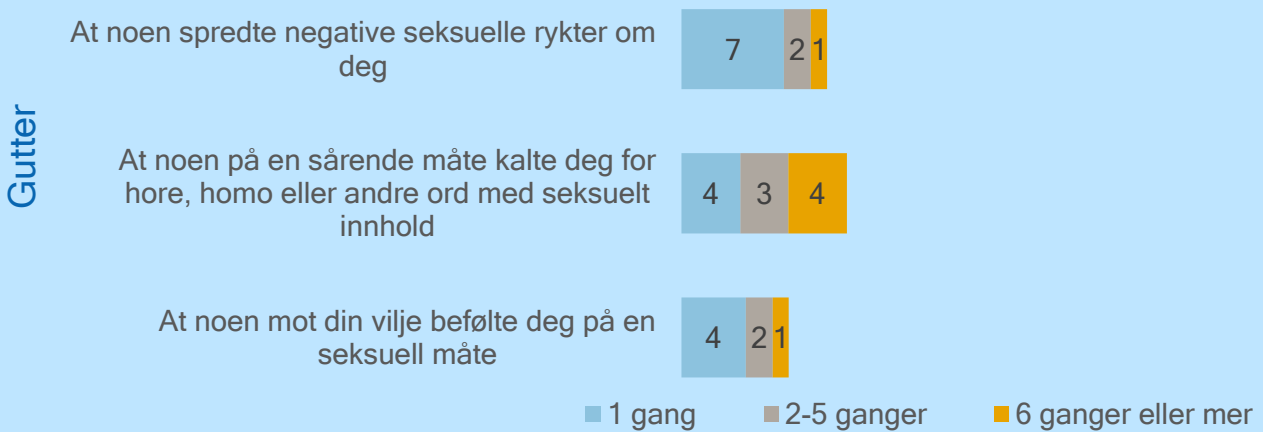 Gutter
At noen spredte negative seksuelle rykter om
deg
7 2 1
At noen på en sårende måte kalte deg for
hore, homo eller andre ord med seksuelt
innhold
4 3 4
At noen mot din vilje befølte deg på en
seksuell måte
4 2 1
1 gang 2-5 ganger 6 ganger eller mer